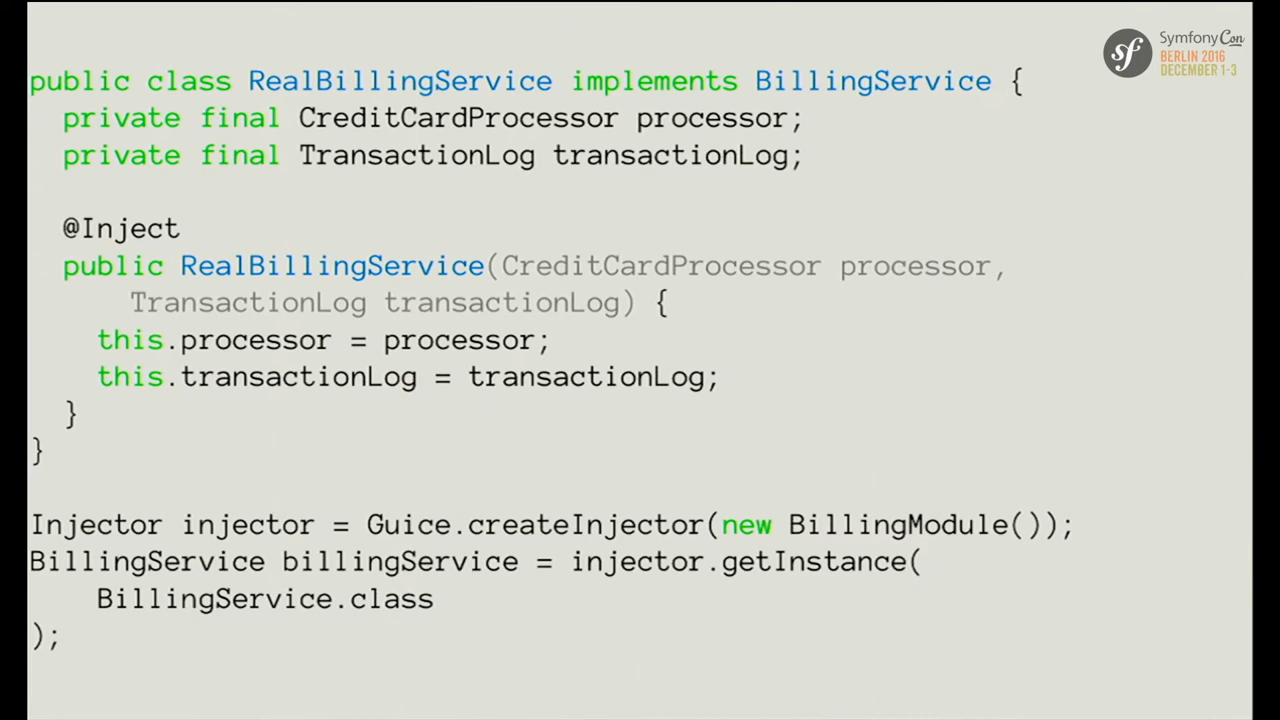 SymfonyCon
BERLIN 2016
DECEMBER 1-3
public class RealBillingService implements BillingService {
  private final CreditCardProcessor processor;
  private final TransactionLog transactionLog;

  @Inject
  public RealBillingService(CreditCardProcessor processor,
      TransactionLog transactionLog) {
    this.processor = processor;
    this.transactionLog = transactionLog;
  }
}

Injector injector = Guice.createInjector(new BillingModule());
BillingService billingService = injector.getInstance(
    BillingService.class
);